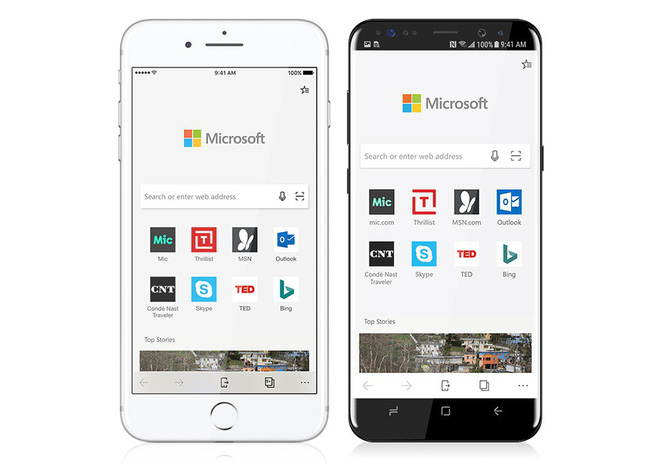 9:41 AM 100%
Microsoft
Search or enter web address
Mic Thrillist MSN Outlook
CNT
Condé Nast Traveler Skype TED Bing
Top Stories
100% 9:41 AM
Microsoft
Search or enter web address
Mic
mic.com Thrillist MSN.com Outlook
CNT TED
Condé Nast Traveler Skype TED Bing
Top Stories